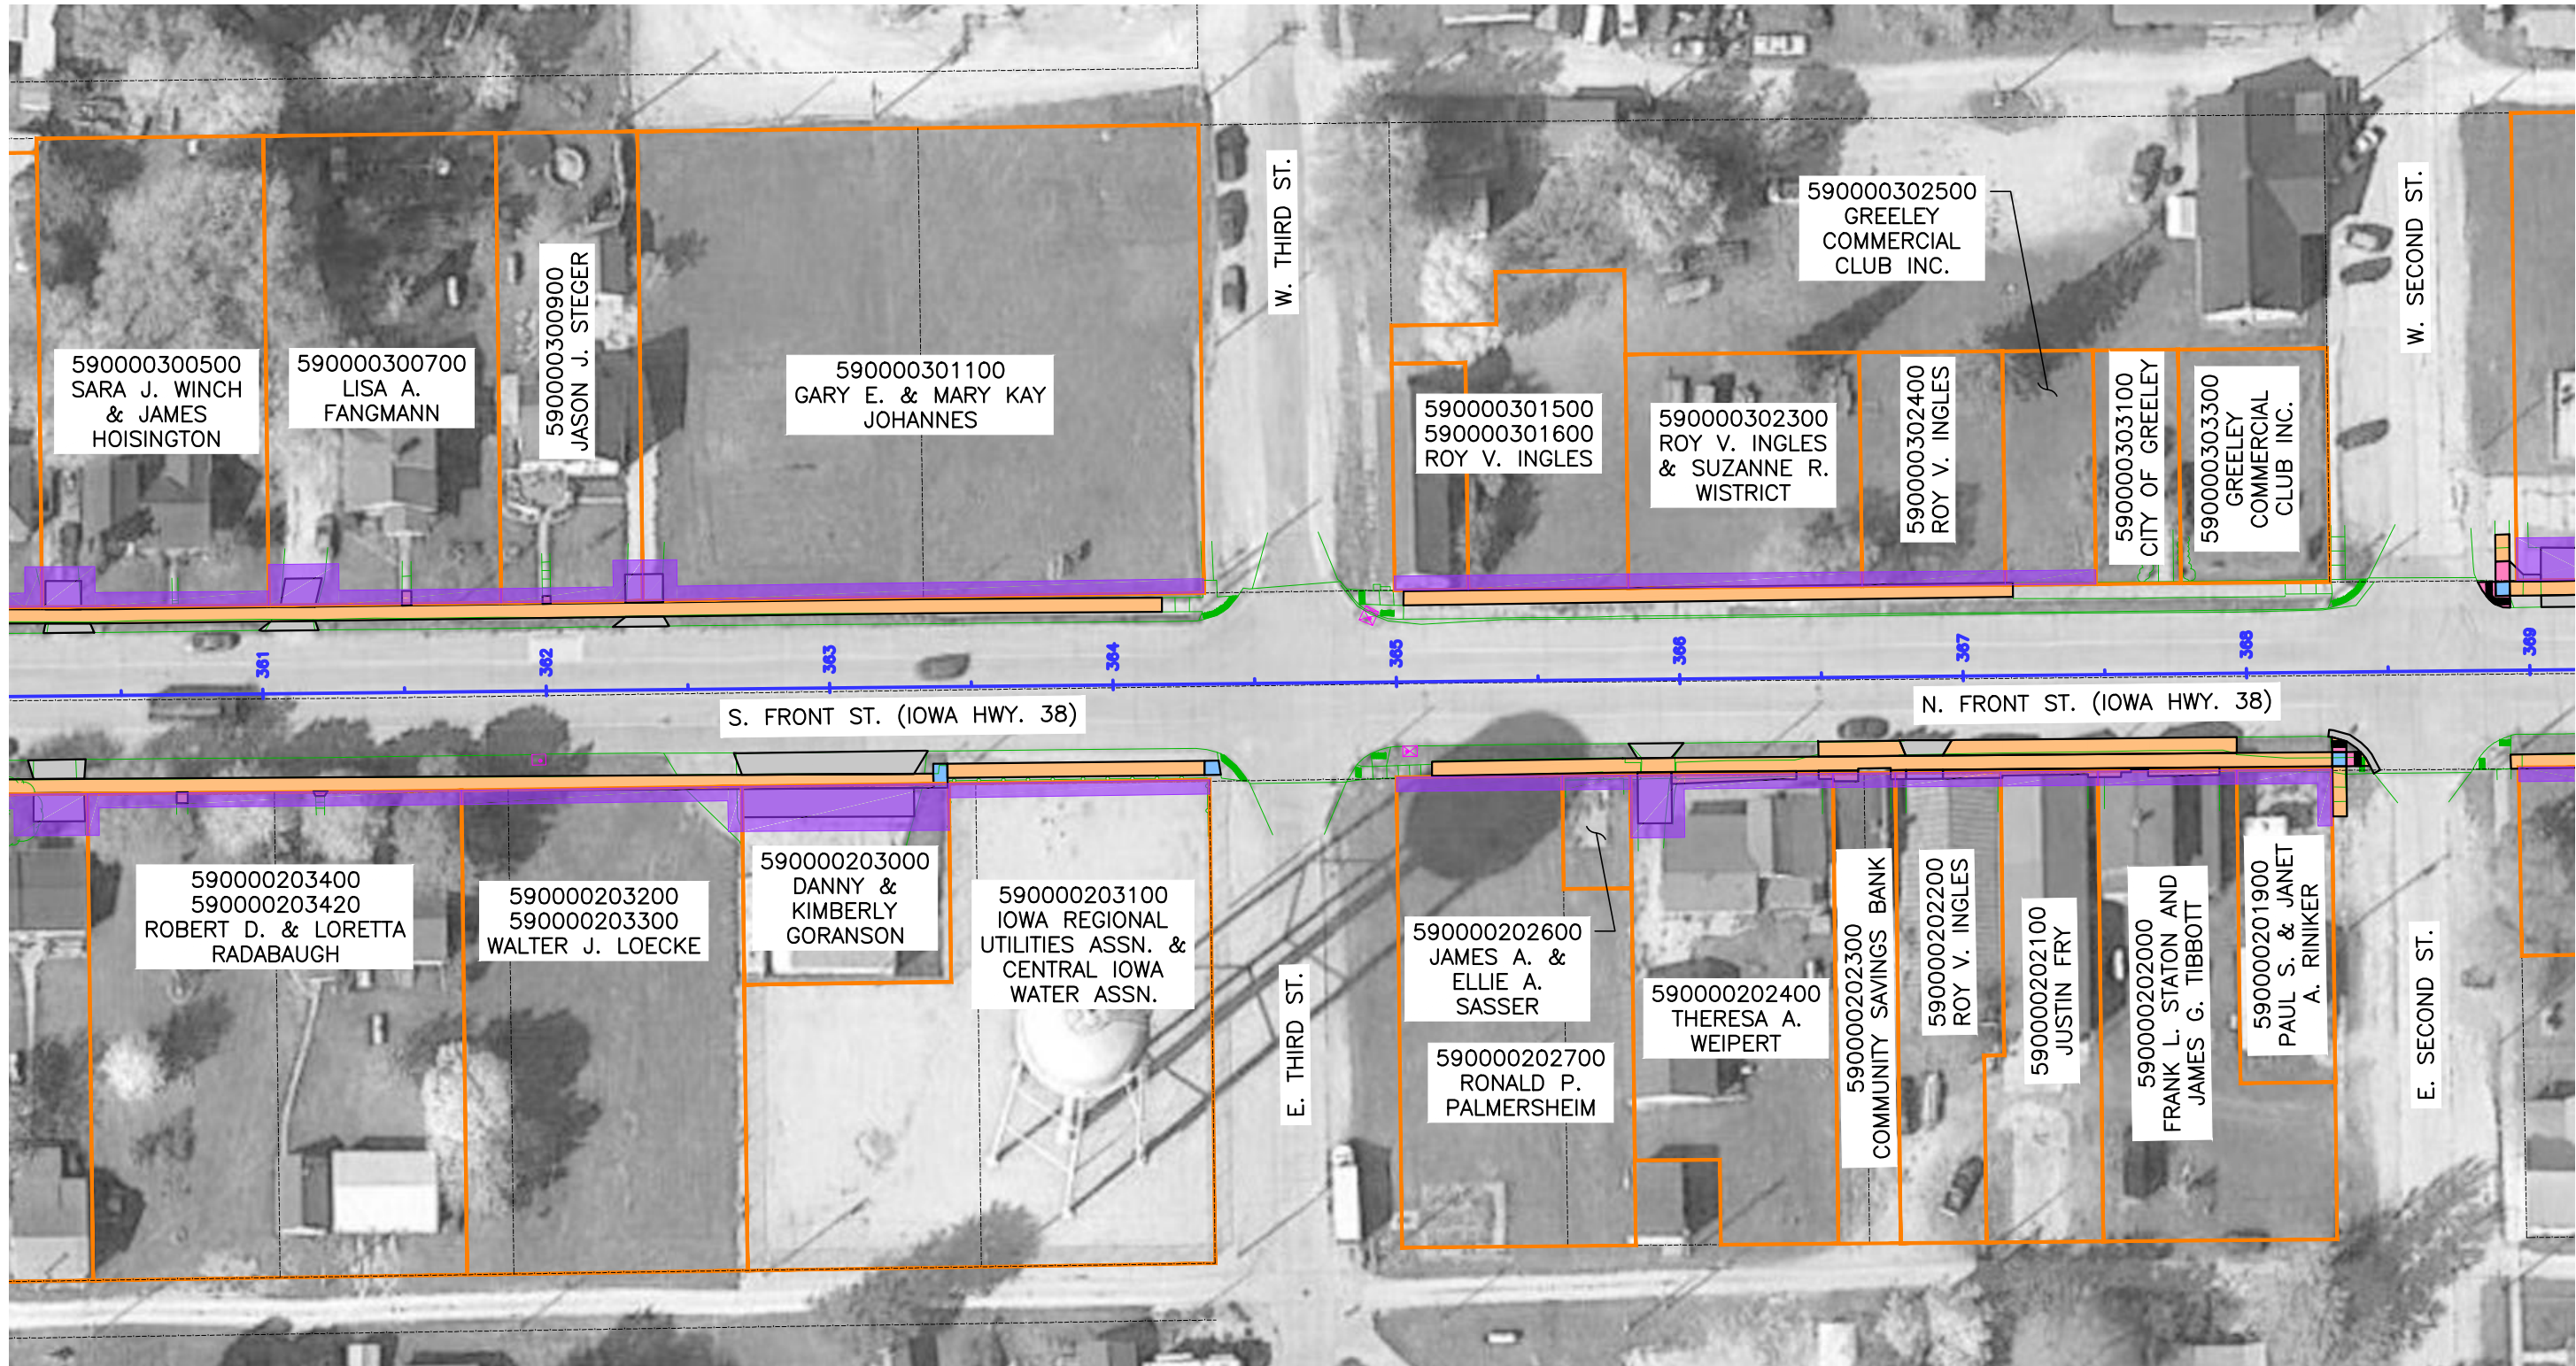 590000300500
SARA J. WINCH
& JAMES
HOISINGTON
590000300700
LISA A.
FANGMANN
590000300900
JASON J. STEGER
590000301100
GARY E. & MARY KAY
JOHANNES
W. THIRD ST.
590000301500
590000301600
ROY V. INGLES
590000302300
ROY V. INGLES
& SUZANNE R.
WISTRICT
590000302400
ROY V. INGLES
590000302500
GREELEY
COMMERCIAL
CLUB INC.
590000303100
CITY OF GREELEY
590000303300
GREELEY
COMMERCIAL
CLUB INC.
W. SECOND ST.
361
362
363
364
365
366
367
368
369
S. FRONT ST. (IOWA HWY. 38)
N. FRONT ST. (IOWA HWY. 38)
590000203400
590000203420
ROBERT D. & LORETTA
RADABAUGH
590000203200
590000203300
WALTER J. LOECKE
590000203000
DANNY &
KIMBERLY
GORANSON
590000203100
IOWA REGIONAL
UTILITIES ASSN. &
CENTRAL IOWA
WATER ASSN.
E. THIRD ST.
590000202600
JAMES A. &
ELLIE A.
SASSER
590000202700
RONALD P.
PALMERSHEIM
590000202400
THERESA A.
WEIPERT
590000202300
COMMUNITY SAVINGS BANK
590000202200
ROY V. INGLES
590000202100
JUSTIN FRY
590000202000
FRANK L. STATON AND
JAMES G. TIBBOTT
590000201900
PAUL S. & JANET
A. RINIKER
E. SECOND ST.